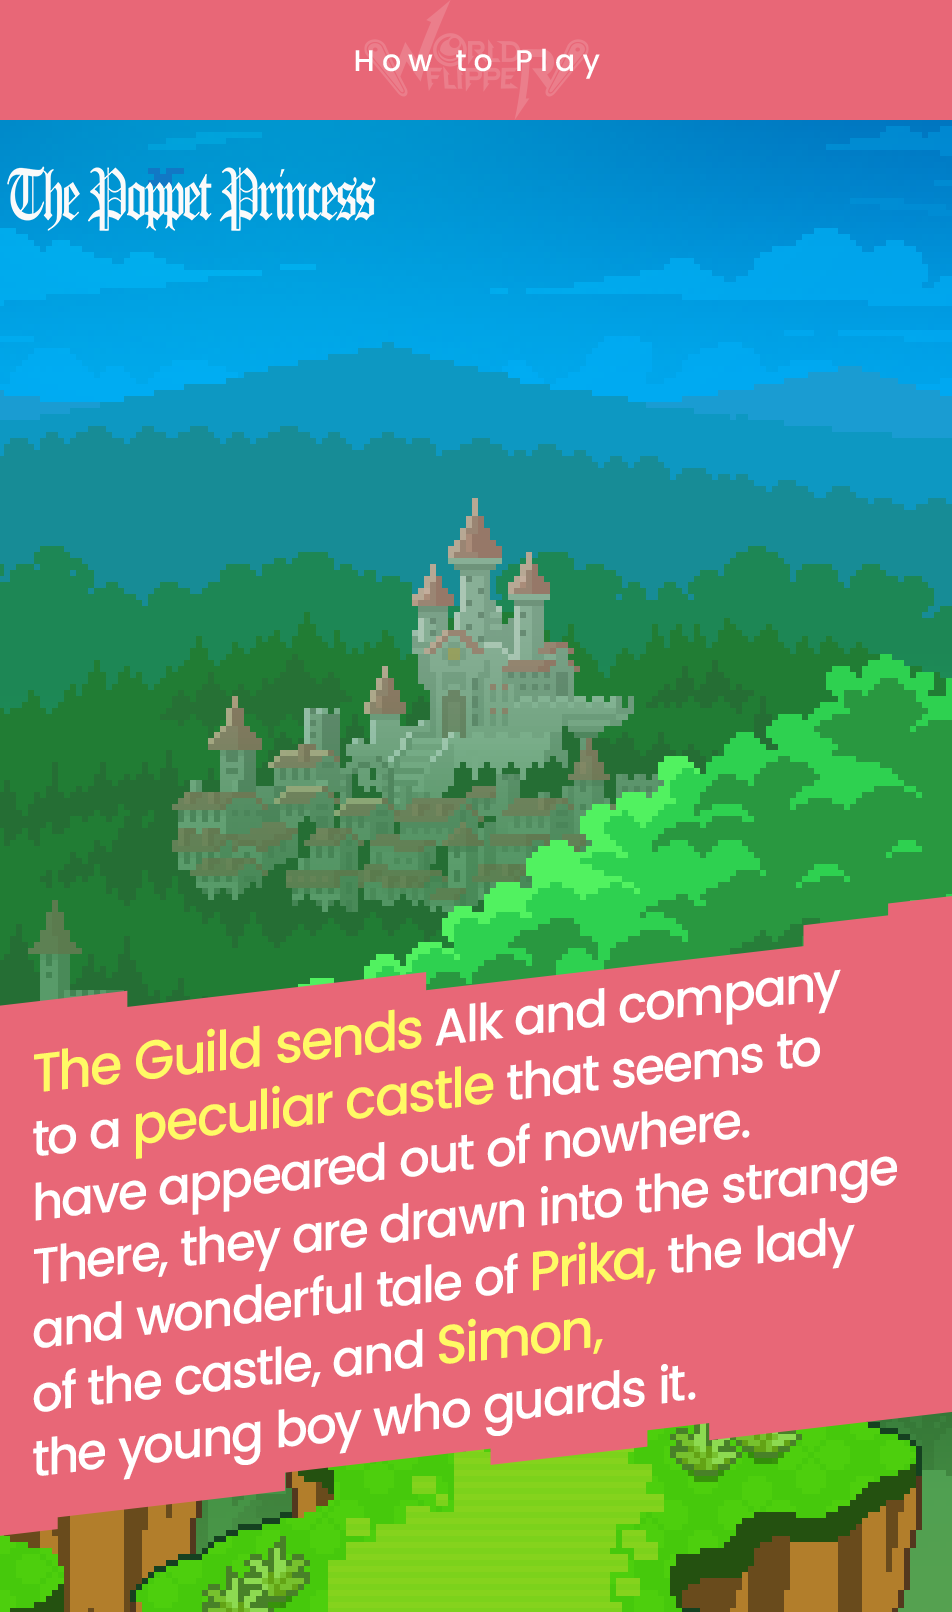 How to Play
WORLD
FLIPPER
The Poppet Princess
The Guild sends Alk and company
to a peculiar castle that seems to
have appeared out of nowhere.
There, they are drawn into the strange
and wonderful tale of Prika, the lady
of the castle, and Simon,
the young boy who guards it.